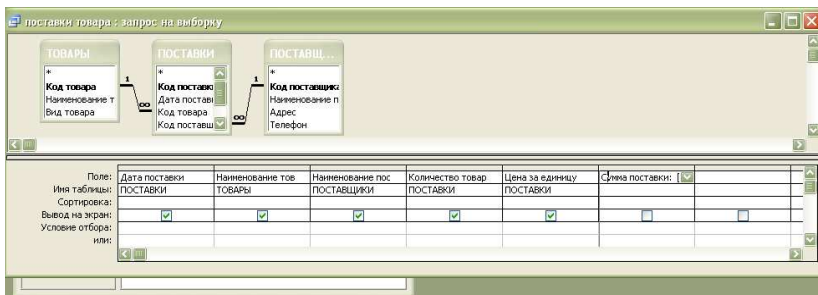 поставки товара : запрос на выборку
ТОВАРЫ
ПОСТАВКИ
ПОСТАВЩ...
*
Код товара
Наименование т
Вид товара
*
Код поставк
Дата постав
Код товара
Код поставщ
*
Код поставщика
Наименование п
Адрес
Телефон
1
∞
1
∞
Поле: Дата поставки Наименование тов Наименование пос Количество товар Цена за единицу Сумма поставки: [
Имя таблицы: ПОСТАВКИ ТОВАРЫ ПОСТАВЩИКИ ПОСТАВКИ ПОСТАВКИ
Сортировка:
Вывод на экран:
Условие отбора:
или: